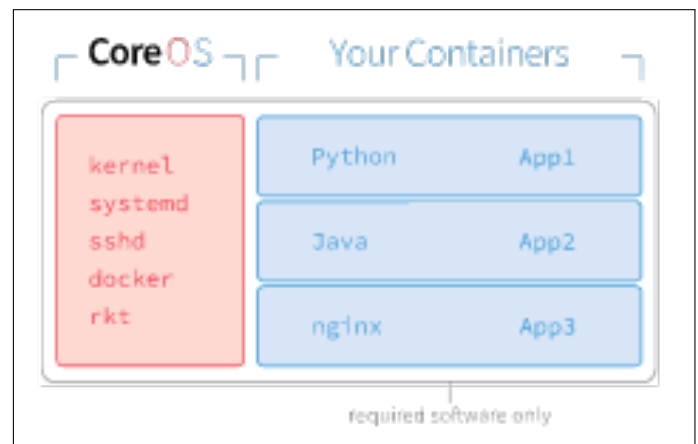 CoreOS Your Containers
kernel
systemd
sshd
docker
rkt
Python App1
Java App2
nginx App3
required software only